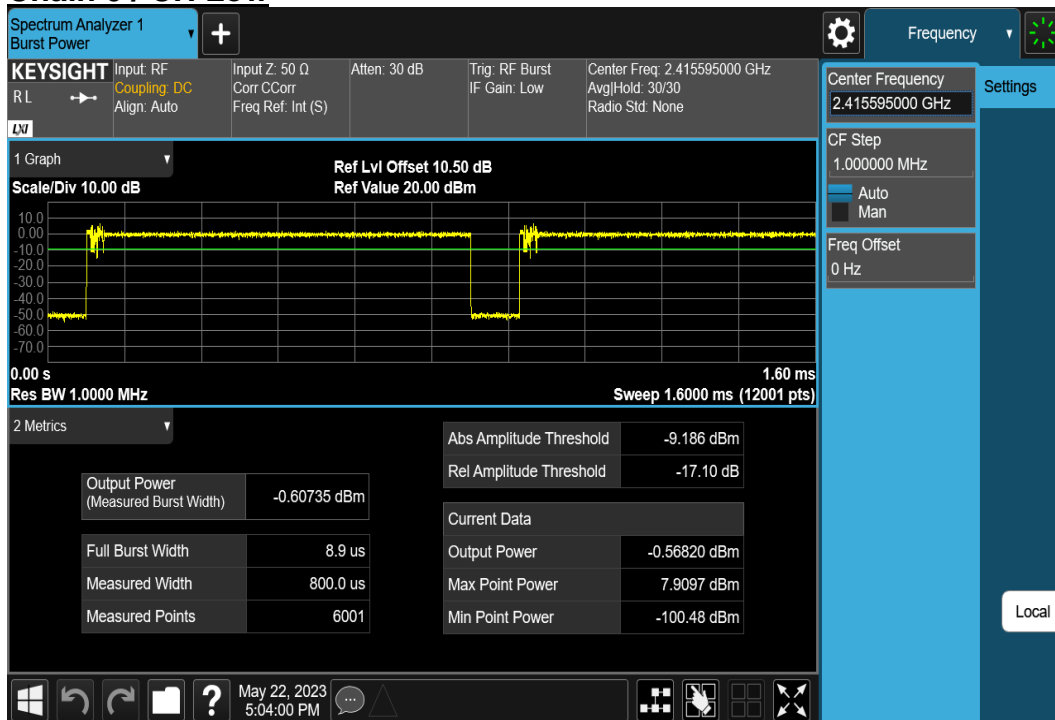 Spectrum Analyzer 1
Burst Power
Frequency
KEYSIGHT
RL
LXI
Input: RF
Coupling: DC
Align: Auto
Input Z: 50 Ω
Corr CCorr
Freq Ref: Int (S)
Atten: 30 dB
Trig: RF Burst
IF Gain: Low
Center Freq: 2.415595000 GHz
Avg|Hold: 30/30
Radio Std: None
Center Frequency
2.415595000 GHz
Settings
CF Step
1.000000 MHz
Auto
Man
Freq Offset
0 Hz
Local
1 Graph
Scale/Div 10.00 dB
Ref Lvl Offset 10.50 dB
Ref Value 20.00 dBm
10.0
0.00
-10.0
-20.0
-30.0
-40.0
-50.0
-60.0
-70.0
0.00 s
1.60 ms
Res BW 1.0000 MHz
Sweep 1.6000 ms (12001 pts)
2 Metrics
Output Power -0.60735 dBm
(Measured Burst Width)
Full Burst Width 8.9 us
Measured Width 800.0 us
Measured Points 6001
Abs Amplitude Threshold -9.186 dBm
Rel Amplitude Threshold -17.10 dB
Current Data
Output Power -0.56820 dBm
Max Point Power 7.9097 dBm
Min Point Power -100.48 dBm
?
May 22, 2023
5:04:00 PM